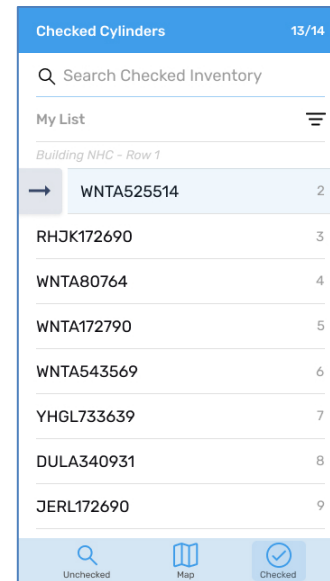 Checked Cylinders 13/14
Search Checked Inventory
My List
Building NHC - Row 1
WNTA525514 2
RHJK172690 3
WNTA80764 4
WNTA172790 5
WNTA543569 6
YHGL733639 7
DULA340931 8
JERL172690 9
Unchecked Map Checked